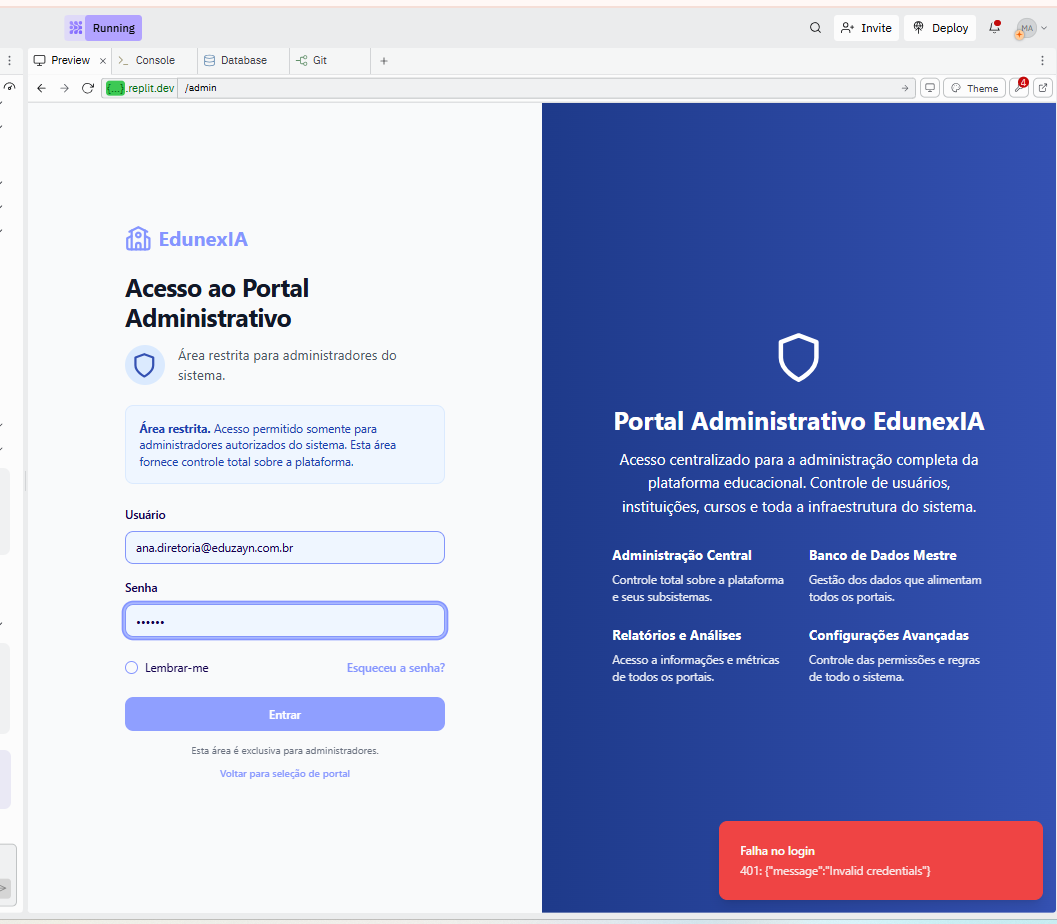 Running
Invite
Deploy
MA
Preview
Console
Database
Git
{...}.replit.dev
/admin
Theme
4
EdunexIA
Acesso ao Portal
Administrativo
Área restrita para administradores do
sistema.
Área restrita. Acesso permitido somente para
administradores autorizados do sistema. Esta área
fornece controle total sobre a plataforma.
Usuário
ana.diretoria@eduzayn.com.br
Senha
••••••
Lembrar-me
Esqueceu a senha?
Entrar
Esta área é exclusiva para administradores.
Voltar para seleção de portal
Portal Administrativo EdunexIA
Acesso centralizado para a administração completa da
plataforma educacional. Controle de usuários,
instituições, cursos e toda a infraestrutura do sistema.
Administração Central
Controle total sobre a plataforma
e seus subsistemas.
Banco de Dados Mestre
Gestão dos dados que alimentam
todos os portais.
Relatórios e Análises
Acesso a informações e métricas
de todos os portais.
Configurações Avançadas
Controle das permissões e regras
de todo o sistema.
Falha no login
401: {"message":"Invalid credentials"}